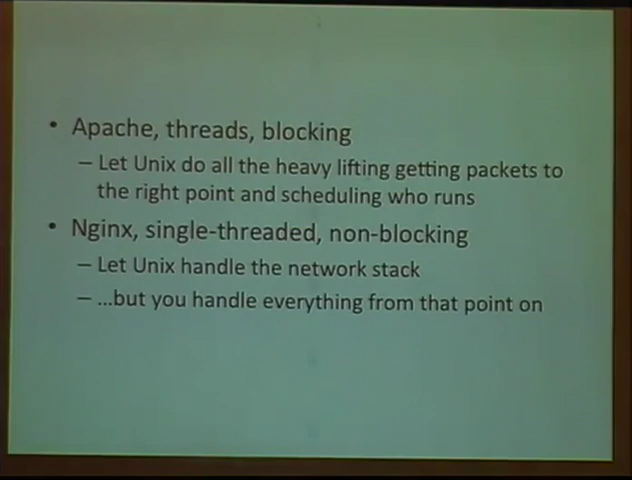 • Apache, threads, blocking
– Let Unix do all the heavy lifting getting packets to
the right point and scheduling who runs
• Nginx, single-threaded, non-blocking
– Let Unix handle the network stack
– ...but you handle everything from that point on